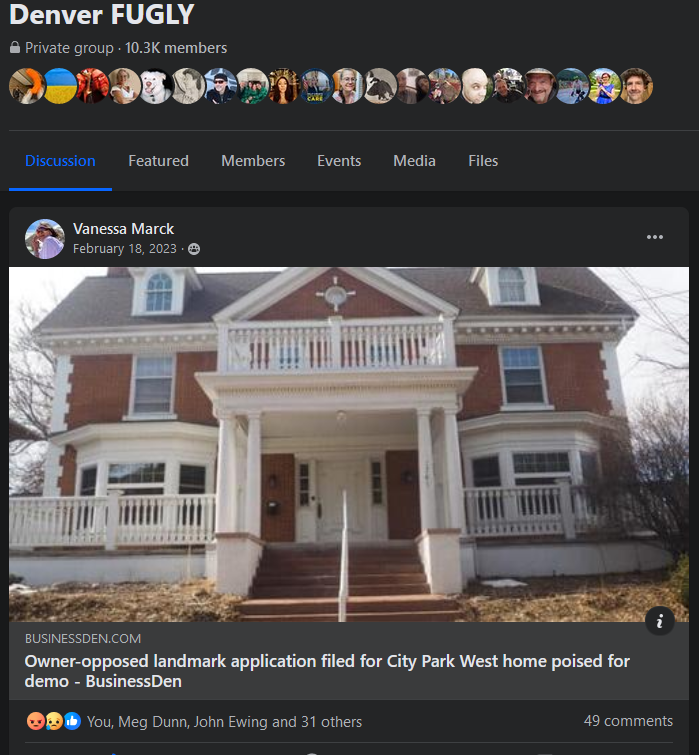 Denver FUGLY
Private group · 10.3K members
Discussion Featured Members Events Media Files
Vanessa Marck
February 18, 2023 ·
BUSINESSDEN.COM
Owner-opposed landmark application filed for City Park West home poised for
demo - BusinessDen
You, Meg Dunn, John Ewing and 31 others 49 comments